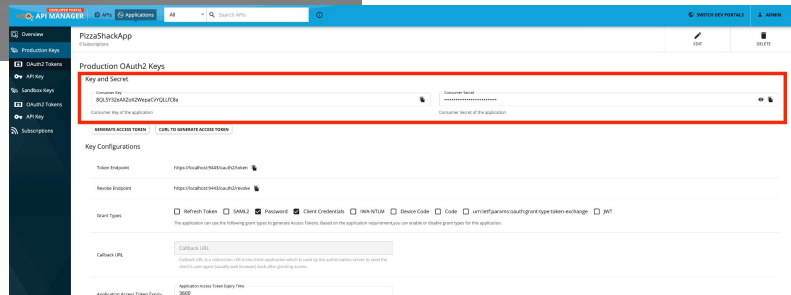 DEVELOPER PORTAL
API MANAGER
APIs
Applications
All
Search APIs
SWITCH DEV PORTALS
ADMIN
Overview
Production Keys
OAuth2 Tokens
API Key
Sandbox Keys
OAuth2 Tokens
API Key
Subscriptions
PizzaShackApp
0 Subscriptions
EDIT
DELETE
Production OAuth2 Keys
Key and Secret
Consumer Key
Consumer Key of the application
Consumer Secret
••••••••••••••••••••••••••••
Consumer Secret of the application
GENERATE ACCESS TOKEN
CURL TO GENERATE ACCESS TOKEN
Key Configurations
Token Endpoint
https://localhost:9443/oauth2/token
Revoke Endpoint
https://localhost:9443/oauth2/revoke
Grant Types
Refresh Token SAML2 Password Client Credentials IWA-NTLM Device Code Code urn:ietf:params:oauth:grant-type:token-exchange JWT
The application can use the following grant types to generate Access Tokens. Based on the application requirement,you can enable or disable grant types for this application.
Callback URL
Callback URL
Callback URL is a redirection URI in the client application which is used by the authorization server to send the
client's user agent (usually web browser) back after granting access.
Application Access Token Expiry
Application Access Token Expiry Time
3600